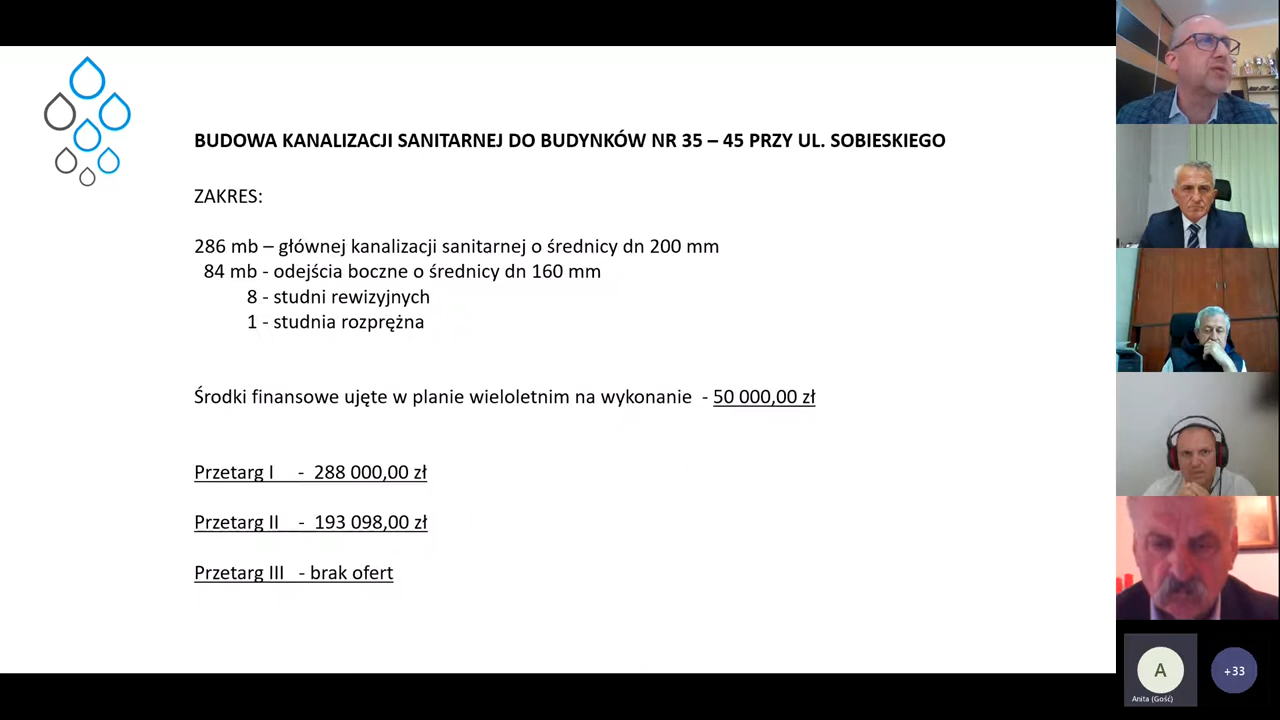 BUDOWA KANALIZACJI SANITARNEJ DO BUDYNKÓW NR 35 – 45 PRZY UL. SOBIESKIEGO
ZAKRES:
286 mb – głównej kanalizacji sanitarnej o średnicy dn 200 mm
84 mb - odejścia boczne o średnicy dn 160 mm
8 - studni rewizyjnych
1 - studnia rozprężna
Środki finansowe ujęte w planie wieloletnim na wykonanie - 50 000,00 zł
Przetarg I - 288 000,00 zł
Przetarg II - 193 098,00 zł
Przetarg III - brak ofert
A
+33
Anita (Gość)